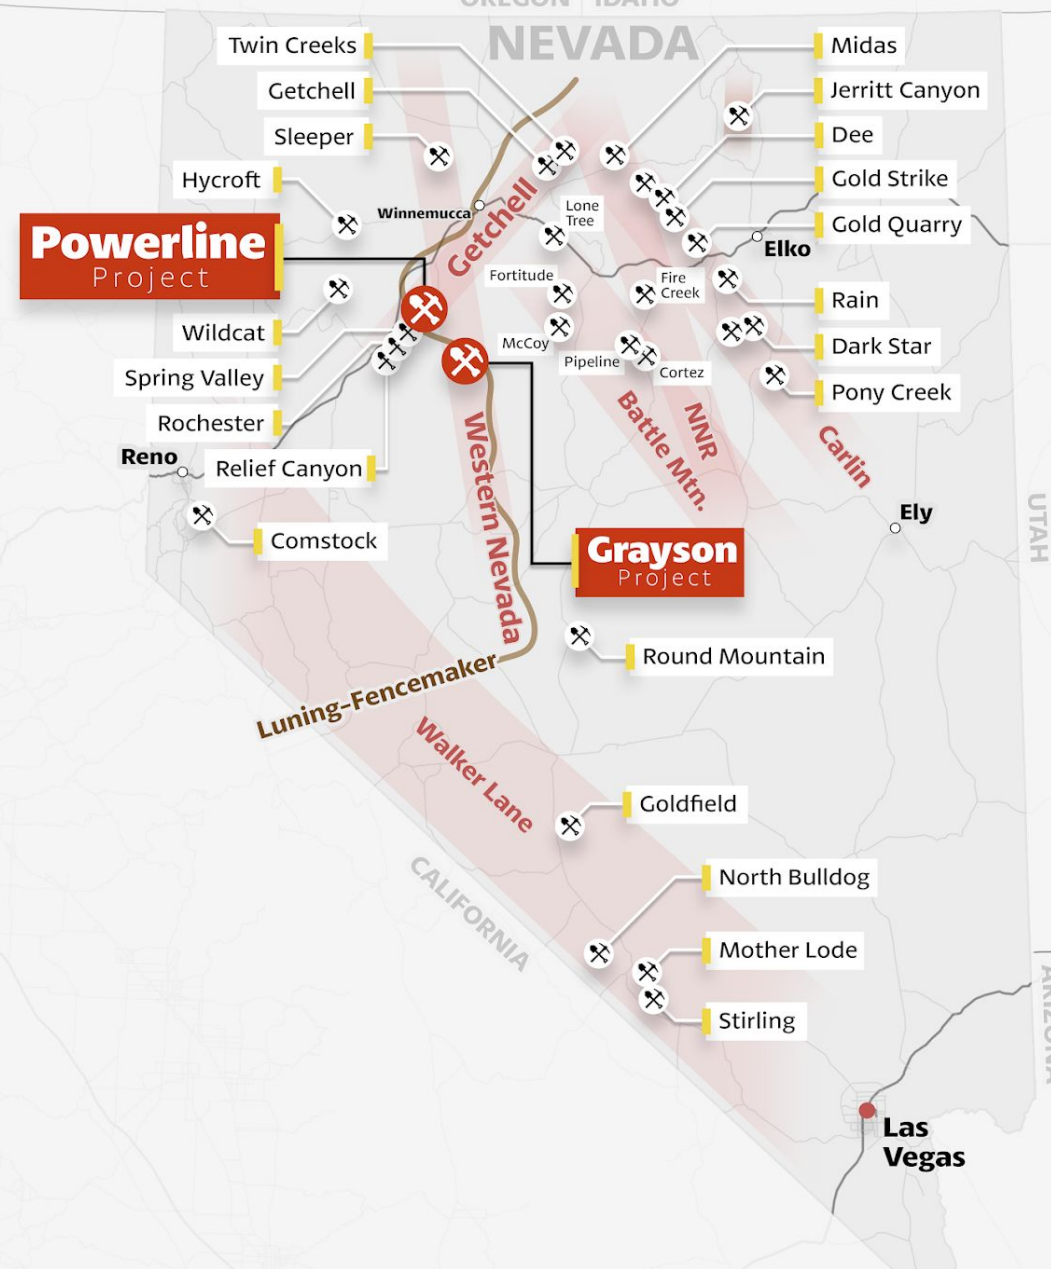 OREGON
IDAHO
NEVADA
Twin Creeks
Getchell
Sleeper
Hycroft
Powerline
Project
Wildcat
Spring Valley
Rochester
Relief Canyon
Reno
Comstock
Winnemucca
Getchell
Lone
Tree
Fortitude
McCoy
Fire
Creek
Pipeline
Cortez
Midas
Jerritt Canyon
Dee
Gold Strike
Gold Quarry
Elko
Rain
Dark Star
Pony Creek
Western Nevada
Battle Mtn.
NNR
Carlin
Ely
UTAH
Grayson
Project
Round Mountain
Luning-Fencemaker
Walker Lane
Goldfield
CALIFORNIA
North Bulldog
Mother Lode
Stirling
ARIZONA
Las
Vegas